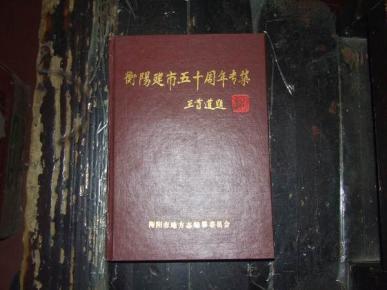 衡陽建市五十周年专集
王首道题
衡阳市地方志编纂委员会